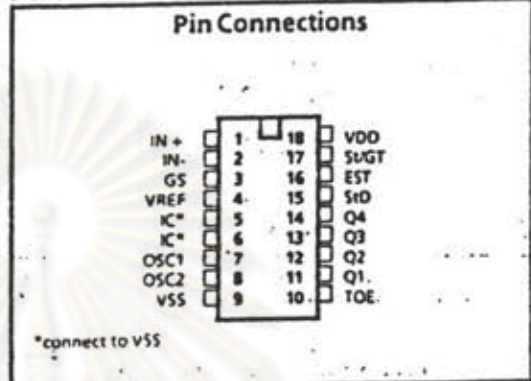 Pin Connections
IN + 1 18 VDD
IN- 2 17 St/GT
GS 3 16 EST
VREF 4 15 StD
IC* 5 14 Q4
IC* 6 13 Q3
OSC1 7 12 Q2
OSC2 8 11 Q1
VSS 9 10 TOE
*connect to VSS